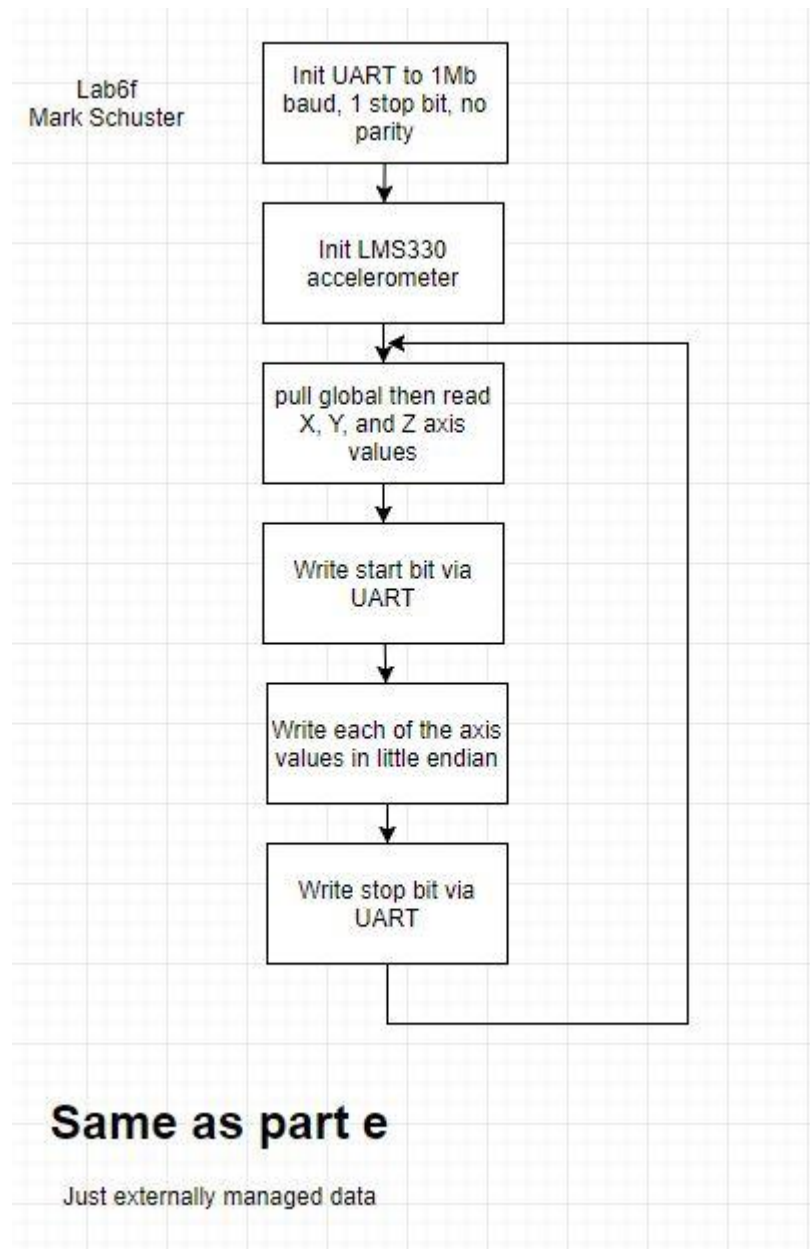 Lab6f
Mark Schuster
Init UART to 1Mb
baud, 1 stop bit, no
parity
Init LMS330
accelerometer
pull global then read
X, Y, and Z axis
values
Write start bit via
UART
Write each of the axis
values in little endian
Write stop bit via
UART
Same as part e
Just externally managed data